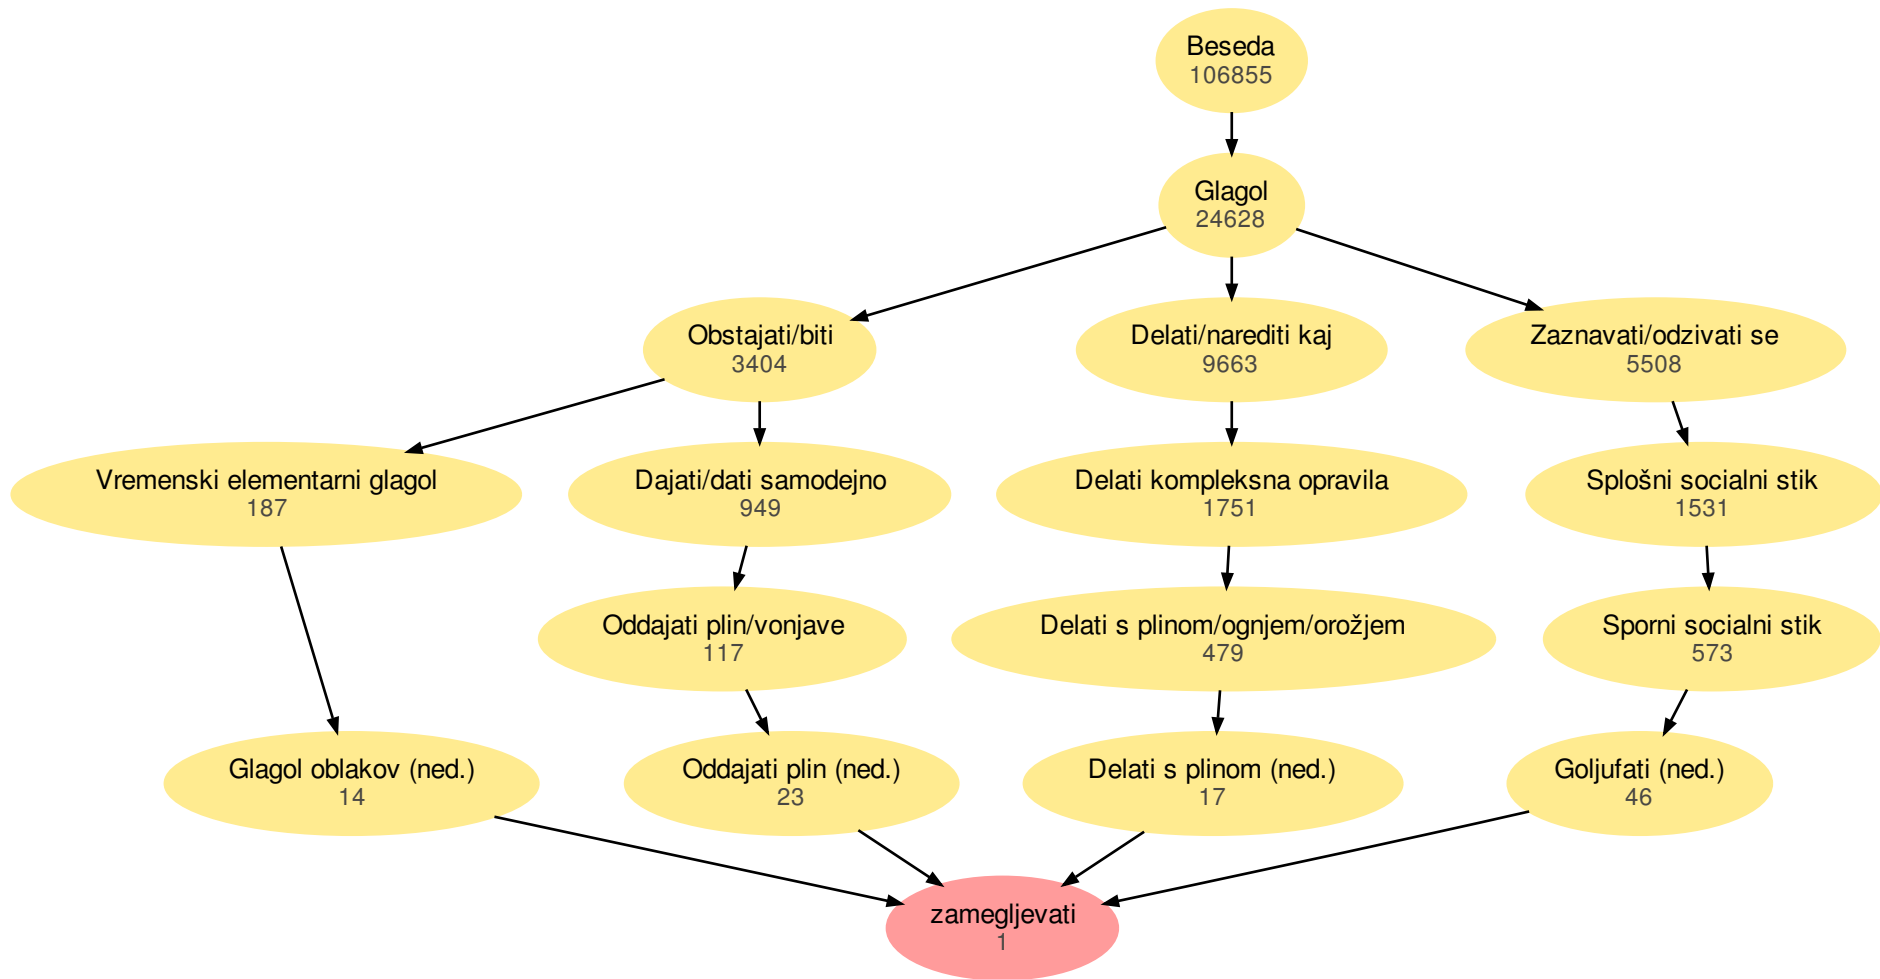 Beseda
106855
Glagol
24628
Obstajati/biti
3404
Delati/narediti kaj
9663
Zaznavati/odzivati se
5508
Vremenski elementarni glagol
187
Dajati/dati samodejno
949
Delati kompleksna opravila
1751
Splošni socialni stik
1531
Oddajati plin/vonjave
117
Delati s plinom/ognjem/orožjem
479
Sporni socialni stik
573
Glagol oblakov (ned.)
14
Oddajati plin (ned.)
23
Delati s plinom (ned.)
17
Goljufati (ned.)
46
zamegljevati
1